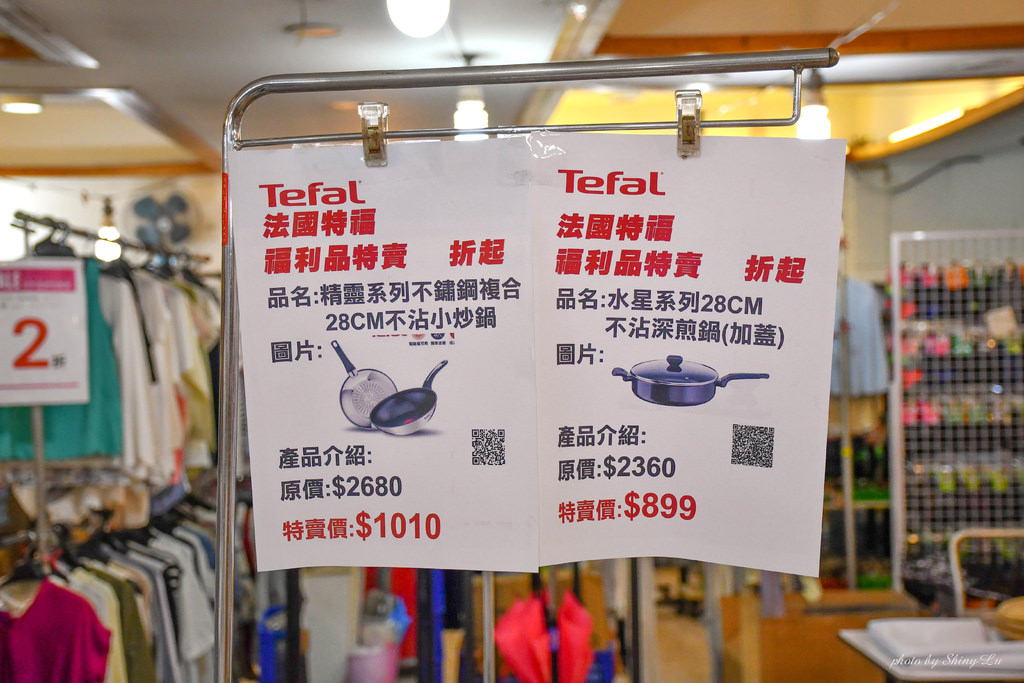 Tefal
法國特福
福利品特賣 折起
品名:精靈系列不鏽鋼複合
28CM不沾小炒鍋
圖片:
產品介紹:
原價:$2680
特賣價:$1010
Tefal
法國特福
福利品特賣 折起
品名:水星系列28CM
不沾深煎鍋(加蓋)
圖片:
產品介紹:
原價:$2360
特賣價:$899
2折
photo by Shing Lu